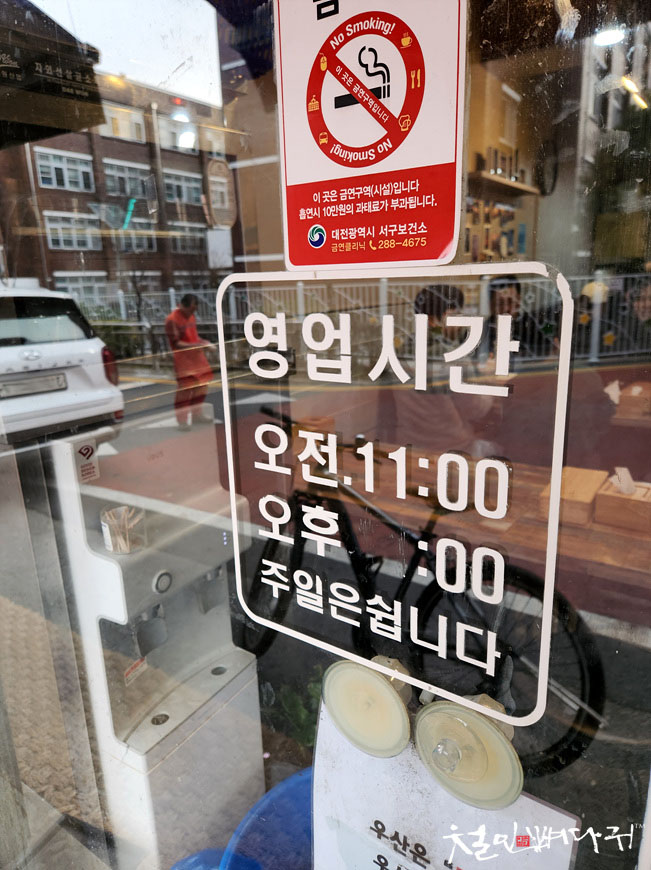 금
No Smoking!
이 곳은 금연구역입니다
No Smoking!
이 곳은 금연구역(시설)입니다
흡연시 10만원의 과태료가 부과됩니다.
대전광역시 서구보건소
금연클리닉 288-4675
영업시간
오전.11:00
오후 :00
주일은쉽니다
우산은
철민뼈다귀